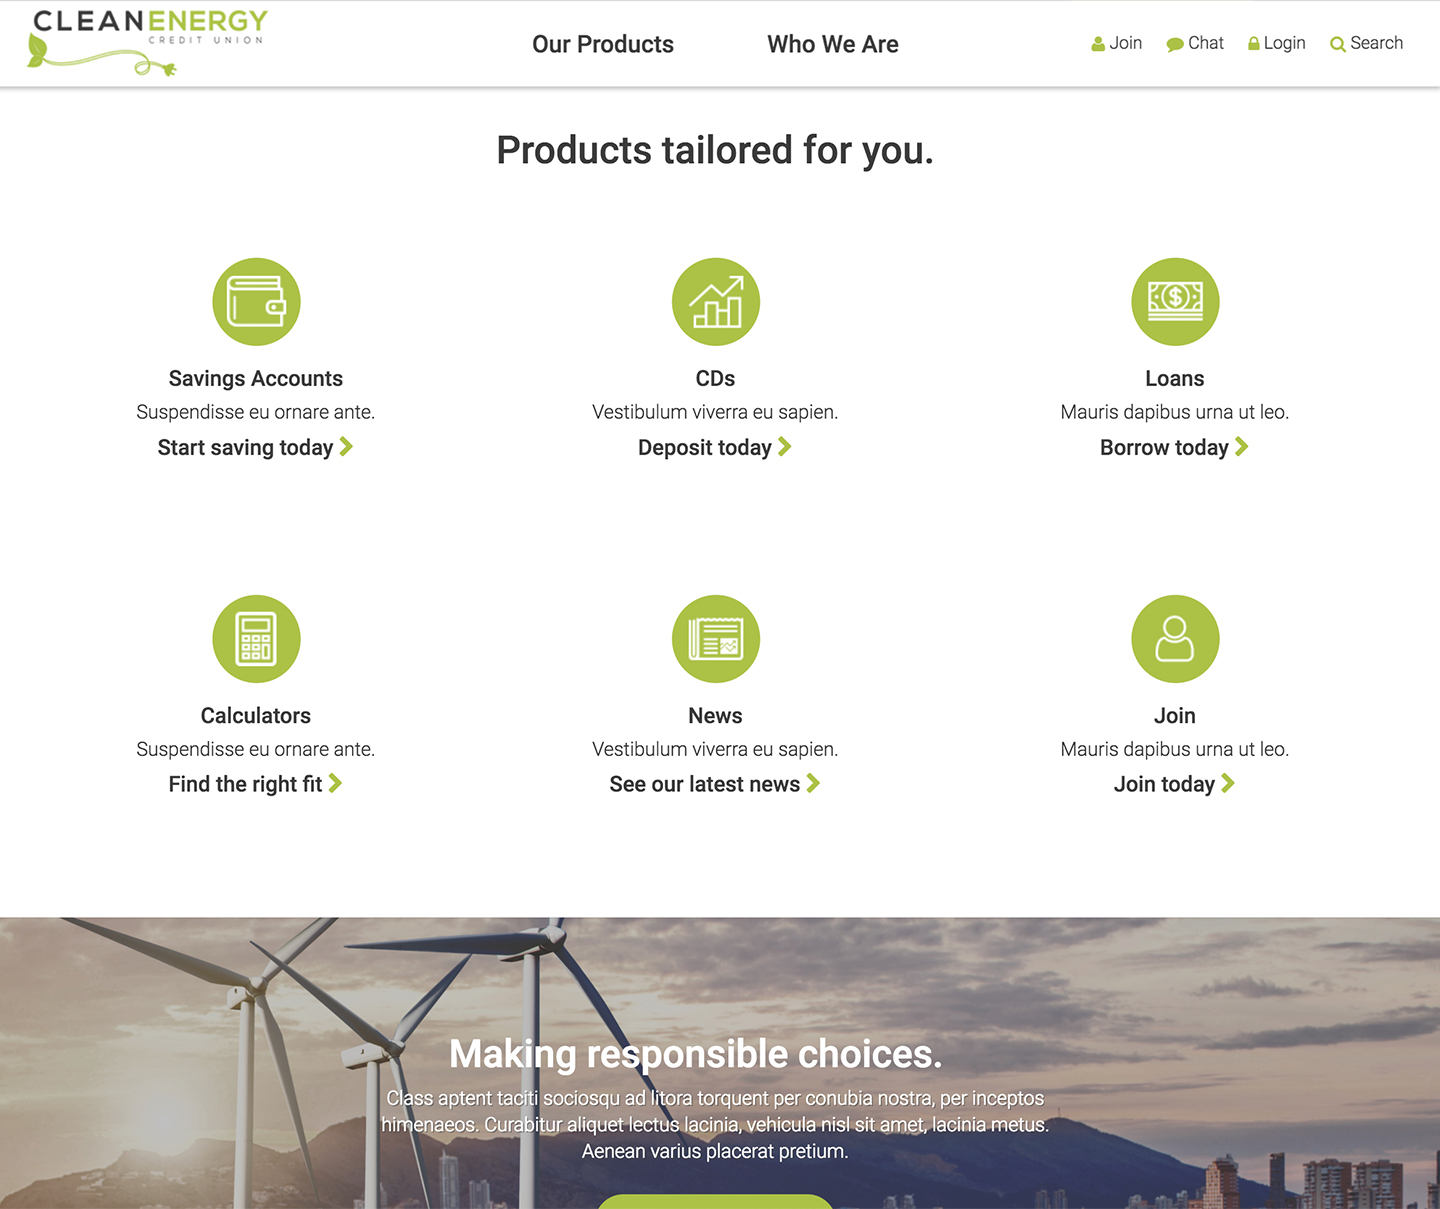 CLEANENERGY
CREDIT UNION
Our Products
Who We Are
Join
Chat
Login
Search
Products tailored for you.
Savings Accounts
Suspendisse eu ornare ante.
Start saving today
CDs
Vestibulum viverra eu sapien.
Deposit today
Loans
Mauris dapibus urna ut leo.
Borrow today
Calculators
Suspendisse eu ornare ante.
Find the right fit
News
Vestibulum viverra eu sapien.
See our latest news
Join
Mauris dapibus urna ut leo.
Join today
Making responsible choices.
Class aptent taciti sociosqu ad litora torquent per conubia nostra, per inceptos
himenaeos. Curabitur aliquet lectus lacinia, vehicula nisl sit amet, lacinia metus.
Aenean varius placerat pretium.